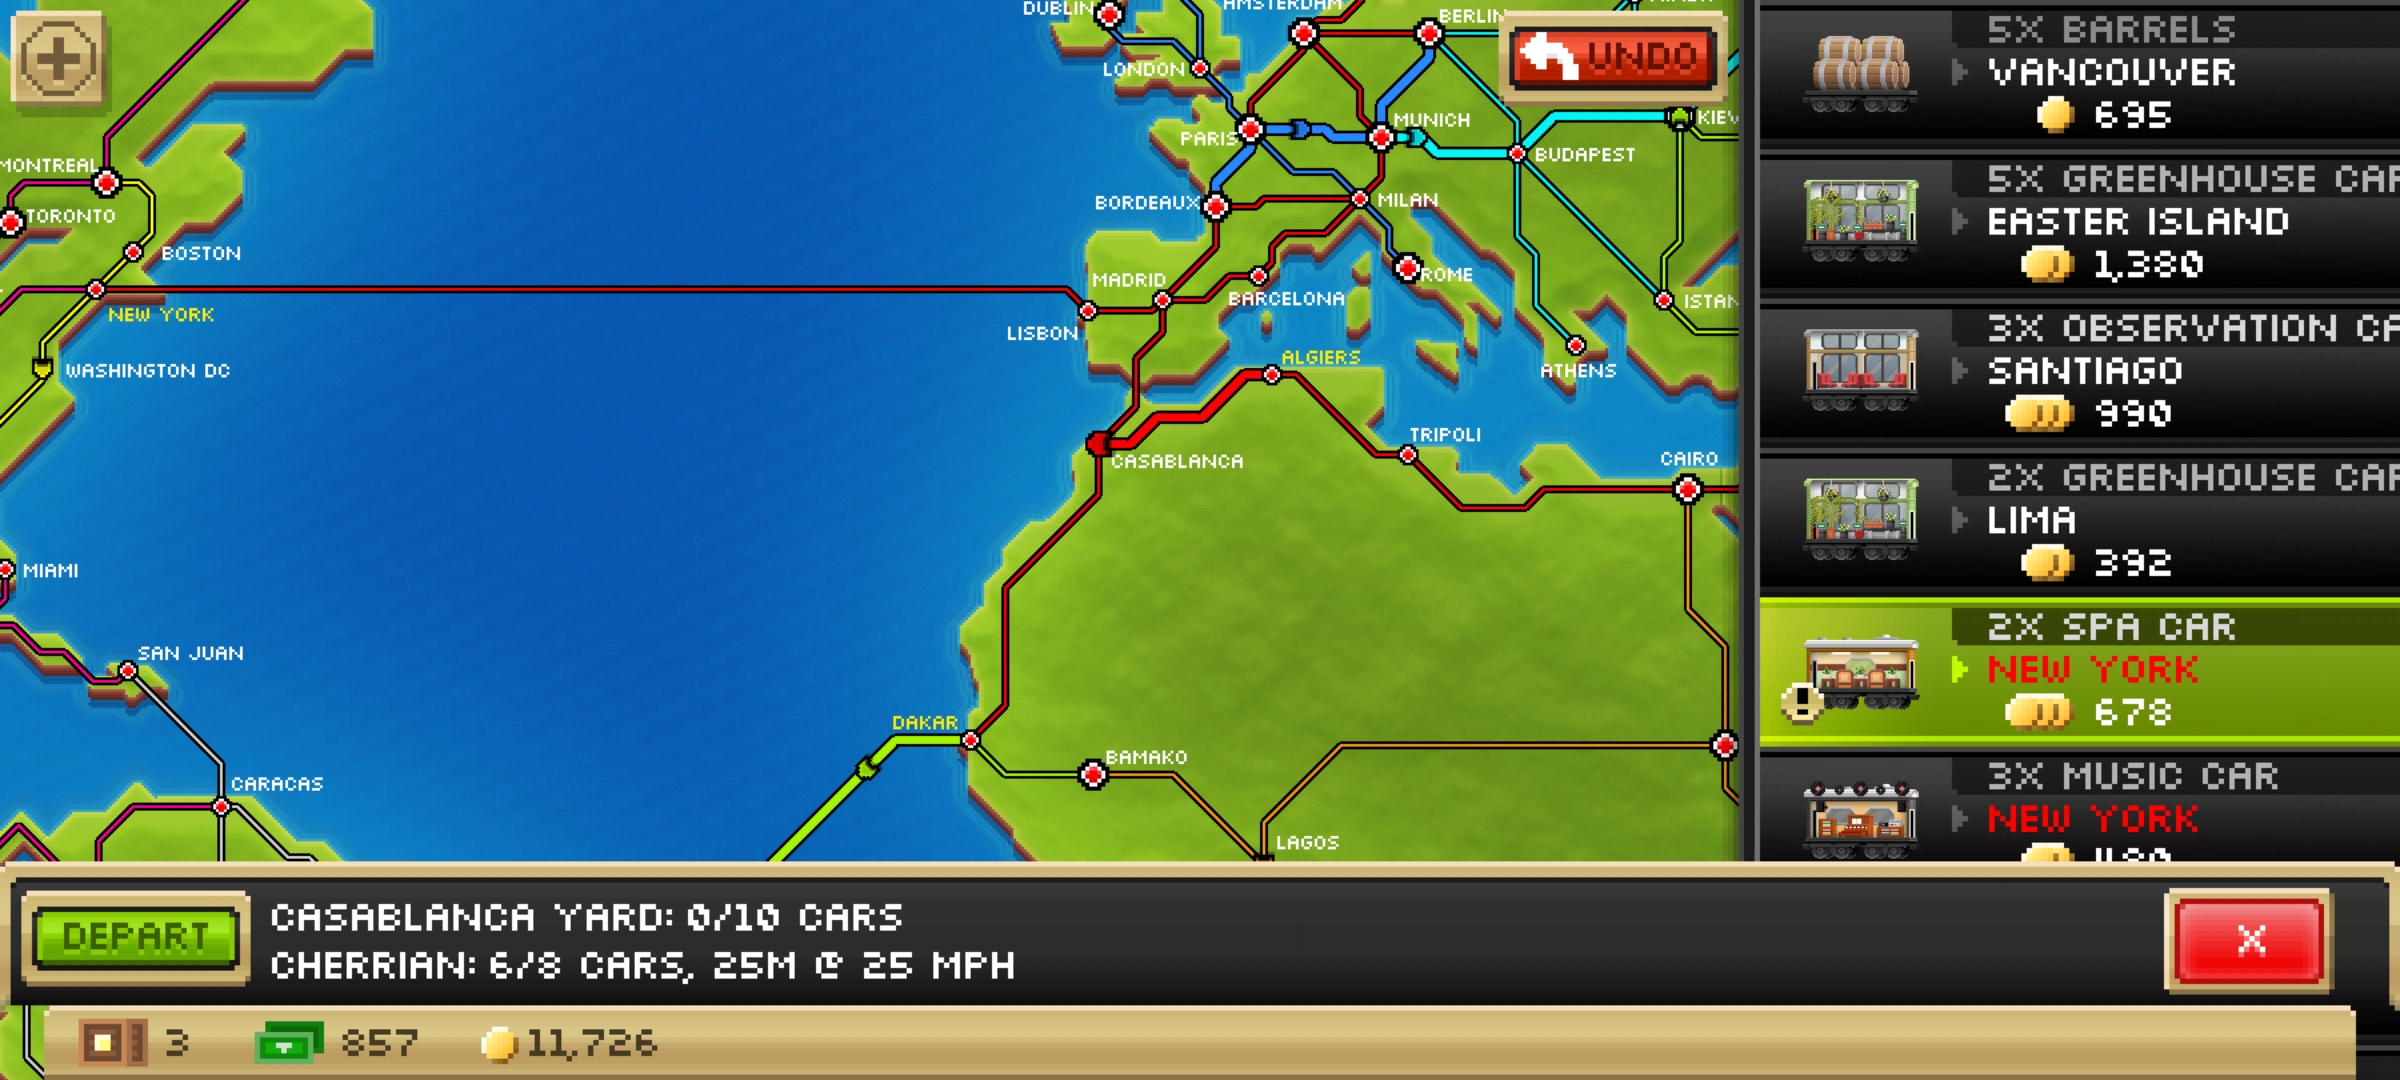 DUBLIN
AMSTERDAM
BERLIN
UNDO
LONDON
PARIS
MUNICH
KIEV
BUDAPEST
MONTREAL
TORONTO
BOSTON
BORDEAUX
MILAN
ROME
MADRID
BARCELONA
ISTAN
NEW YORK
LISBON
WASHINGTON DC
ALGIERS
ATHENS
TRIPOLI
CASABLANCA
CAIRO
MIAMI
SAN JUAN
DAKAR
BAMAKO
CARACAS
LAGOS
5X BARRELS
VANCOUVER
695
5X GREENHOUSE CAR
EASTER ISLAND
1,380
3X OBSERVATION CA
SANTIAGO
990
2X GREENHOUSE CAR
LIMA
392
2X SPA CAR
! NEW YORK
678
3X MUSIC CAR
NEW YORK
DEPART
CASABLANCA YARD: 0/10 CARS
CHERRIAN: 6/8 CARS, 25M @ 25 MPH
X
3 857 11,726